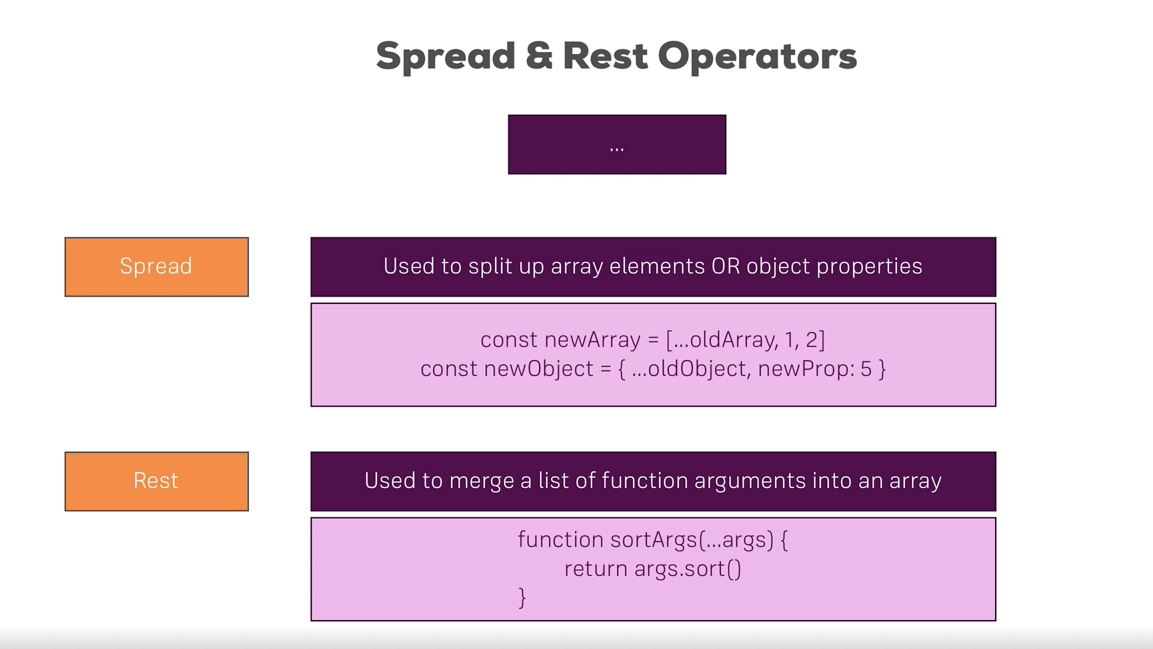 Spread & Rest Operators
...
Spread
Used to split up array elements OR object properties
const newArray = [...oldArray, 1, 2]
const newObject = { ...oldObject, newProp: 5 }
Rest
Used to merge a list of function arguments into an array
function sortArgs(...args) {
return args.sort()
}